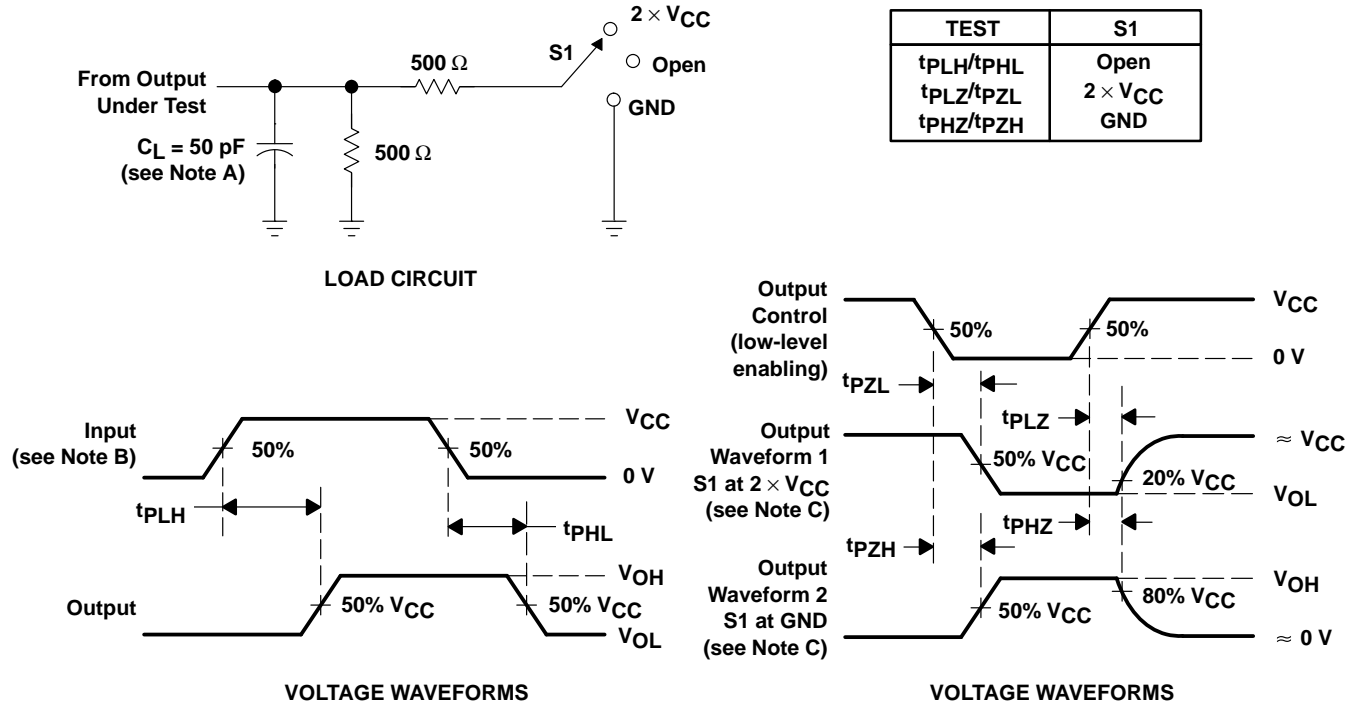 2 × VCC
S1
500 Ω
Open
From Output
Under Test
GND
CL = 50 pF
(see Note A)
500 Ω
LOAD CIRCUIT
TEST S1
tPLH/tPHL Open
tPLZ/tPZL 2 × VCC
tPHZ/tPZH GND
Input
(see Note B)
50%
50%
VCC
0 V
tPLH
tPHL
Output
50% VCC
50% VCC
VOH
VOL
VOLTAGE WAVEFORMS
Output
Control
(low-level
enabling)
50%
50%
VCC
0 V
tPZL
tPLZ
Output
Waveform 1
S1 at 2 × VCC
(see Note C)
50% VCC
20% VCC
≈ VCC
VOL
tPHZ
tPZH
Output
Waveform 2
S1 at GND
(see Note C)
50% VCC
80% VCC
VOH
≈ 0 V
VOLTAGE WAVEFORMS